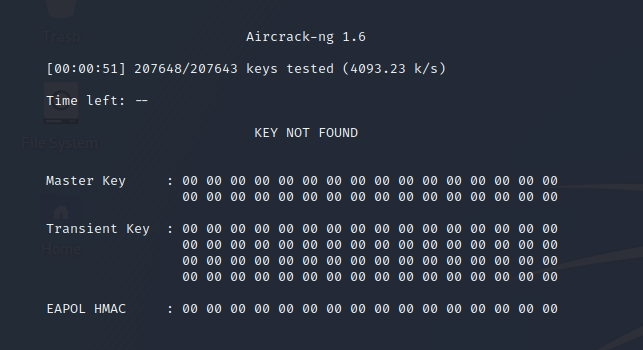 Trash
Aircrack-ng 1.6
[00:00:51] 207648/207643 keys tested (4093.23 k/s)
Time left: --
KEY NOT FOUND
File System
Master Key : 00 00 00 00 00 00 00 00 00 00 00 00 00 00 00 00
00 00 00 00 00 00 00 00 00 00 00 00 00 00 00 00
Transient Key : 00 00 00 00 00 00 00 00 00 00 00 00 00 00 00 00
00 00 00 00 00 00 00 00 00 00 00 00 00 00 00 00
Home
00 00 00 00 00 00 00 00 00 00 00 00 00 00 00 00
00 00 00 00 00 00 00 00 00 00 00 00 00 00 00 00
EAPOL HMAC : 00 00 00 00 00 00 00 00 00 00 00 00 00 00 00 00